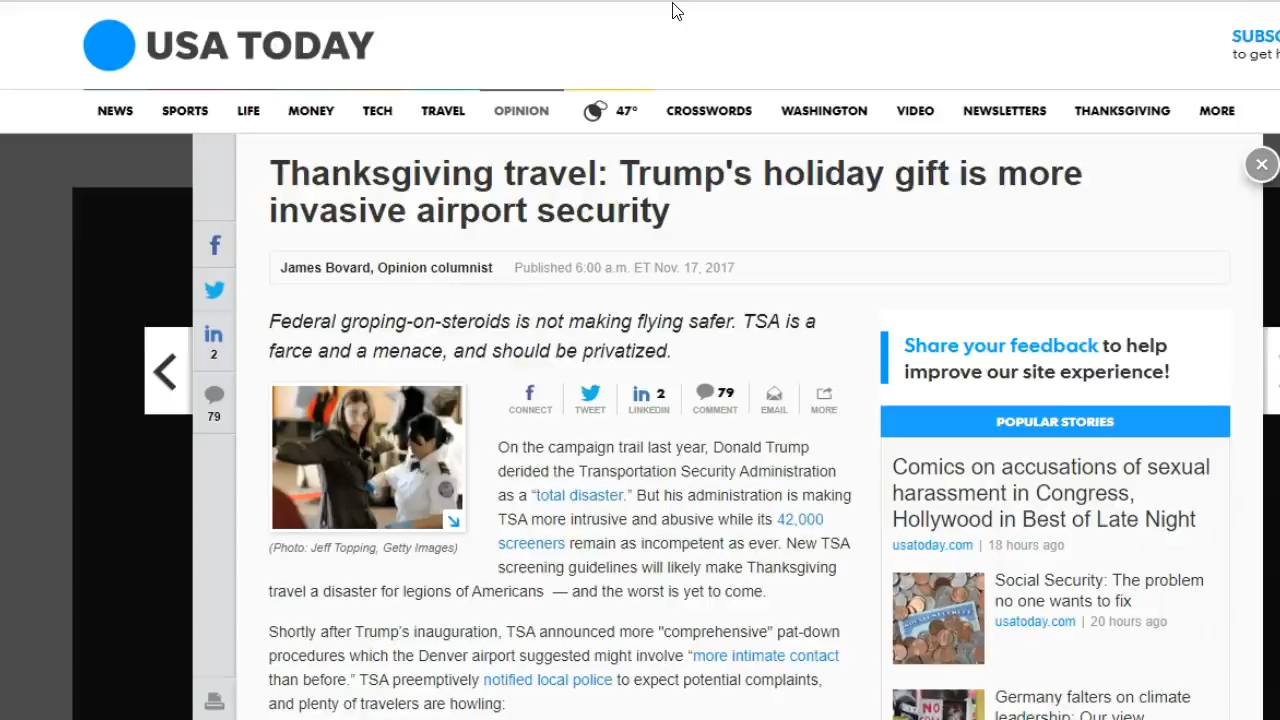 USA TODAY
SUBSC
to get h
NEWS SPORTS LIFE MONEY TECH TRAVEL OPINION 47° CROSSWORDS WASHINGTON VIDEO NEWSLETTERS THANKSGIVING MORE
Thanksgiving travel: Trump's holiday gift is more
invasive airport security
James Bovard, Opinion columnist Published 6:00 a.m. ET Nov. 17, 2017
Federal groping-on-steroids is not making flying safer. TSA is a
farce and a menace, and should be privatized.
2
79
2 79
CONNECT TWEET LINKEDIN COMMENT EMAIL MORE
(Photo: Jeff Topping, Getty Images)
On the campaign trail last year, Donald Trump
derided the Transportation Security Administration
as a “total disaster.” But his administration is making
TSA more intrusive and abusive while its 42,000
screeners remain as incompetent as ever. New TSA
screening guidelines will likely make Thanksgiving
travel a disaster for legions of Americans — and the worst is yet to come.
Shortly after Trump’s inauguration, TSA announced more "comprehensive” pat-down
procedures which the Denver airport suggested might involve “more intimate contact
than before.” TSA preemptively notified local police to expect potential complaints,
and plenty of travelers are howling:
Share your feedback to help
improve our site experience!
POPULAR STORIES
Comics on accusations of sexual
harassment in Congress,
Hollywood in Best of Late Night
usatoday.com | 18 hours ago
Social Security: The problem
no one wants to fix
usatoday.com | 20 hours ago
Germany falters on climate
leadership: Our view
NO